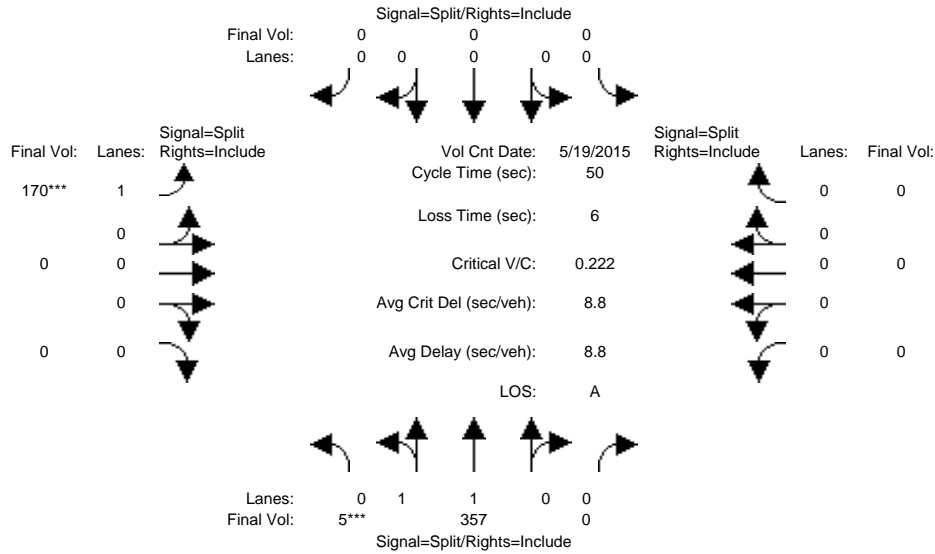 Signal=Split/Rights=Include
Final Vol: 0 0 0
Lanes: 0 0 0 0 0
Signal=Split
Final Vol: Lanes: Rights=Include
Vol Cnt Date: 5/19/2015
Signal=Split
Rights=Include Lanes: Final Vol:
Cycle Time (sec): 50
170*** 1
0 0
Loss Time (sec): 6
0
0
0 0
Critical V/C: 0.222
0 0
0
Avg Crit Del (sec/veh): 8.8
0
0 0
Avg Delay (sec/veh): 8.8
0 0
LOS: A
Lanes: 0 1 1 0 0
Final Vol: 5*** 357 0
Signal=Split/Rights=Include